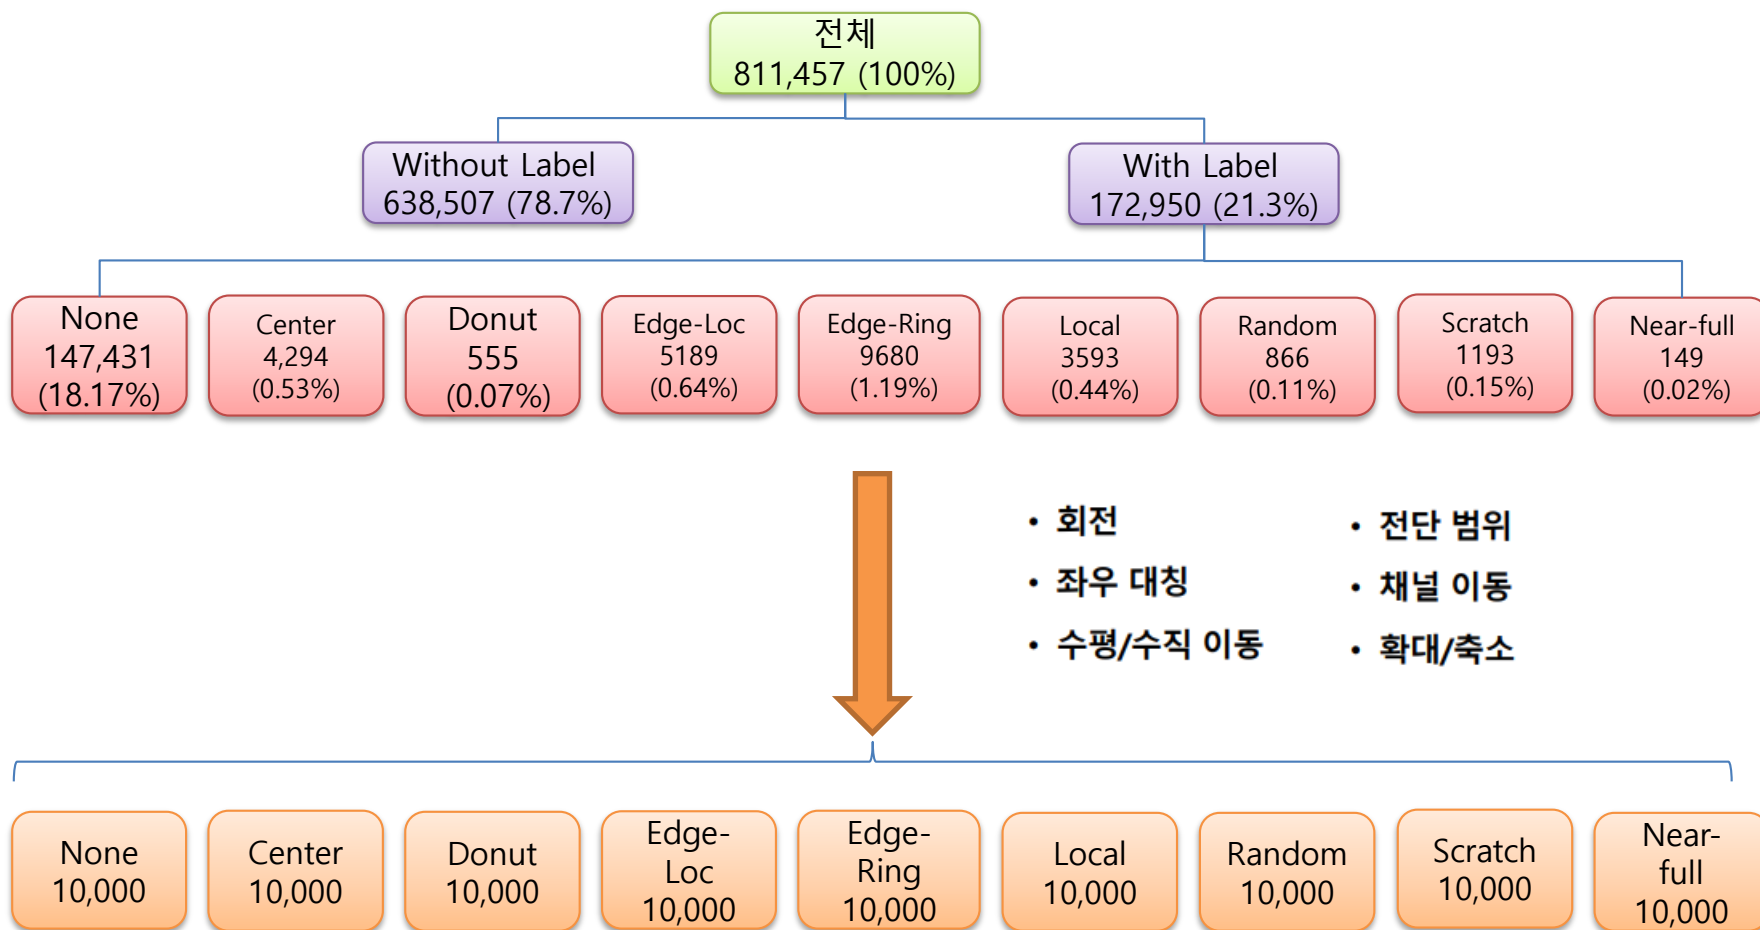 전체
811,457 (100%)
Without Label
638,507 (78.7%)
With Label
172,950 (21.3%)
None
147,431
(18.17%)
Center
4,294
(0.53%)
Donut
555
(0.07%)
Edge-Loc
5189
(0.64%)
Edge-Ring
9680
(1.19%)
Local
3593
(0.44%)
Random
866
(0.11%)
Scratch
1193
(0.15%)
Near-full
149
(0.02%)
• 회전
• 좌우 대칭
• 수평/수직 이동
• 전단 범위
• 채널 이동
• 확대/축소
None
10,000
Center
10,000
Donut
10,000
Edge-
Loc
10,000
Edge-
Ring
10,000
Local
10,000
Random
10,000
Scratch
10,000
Near-
full
10,000